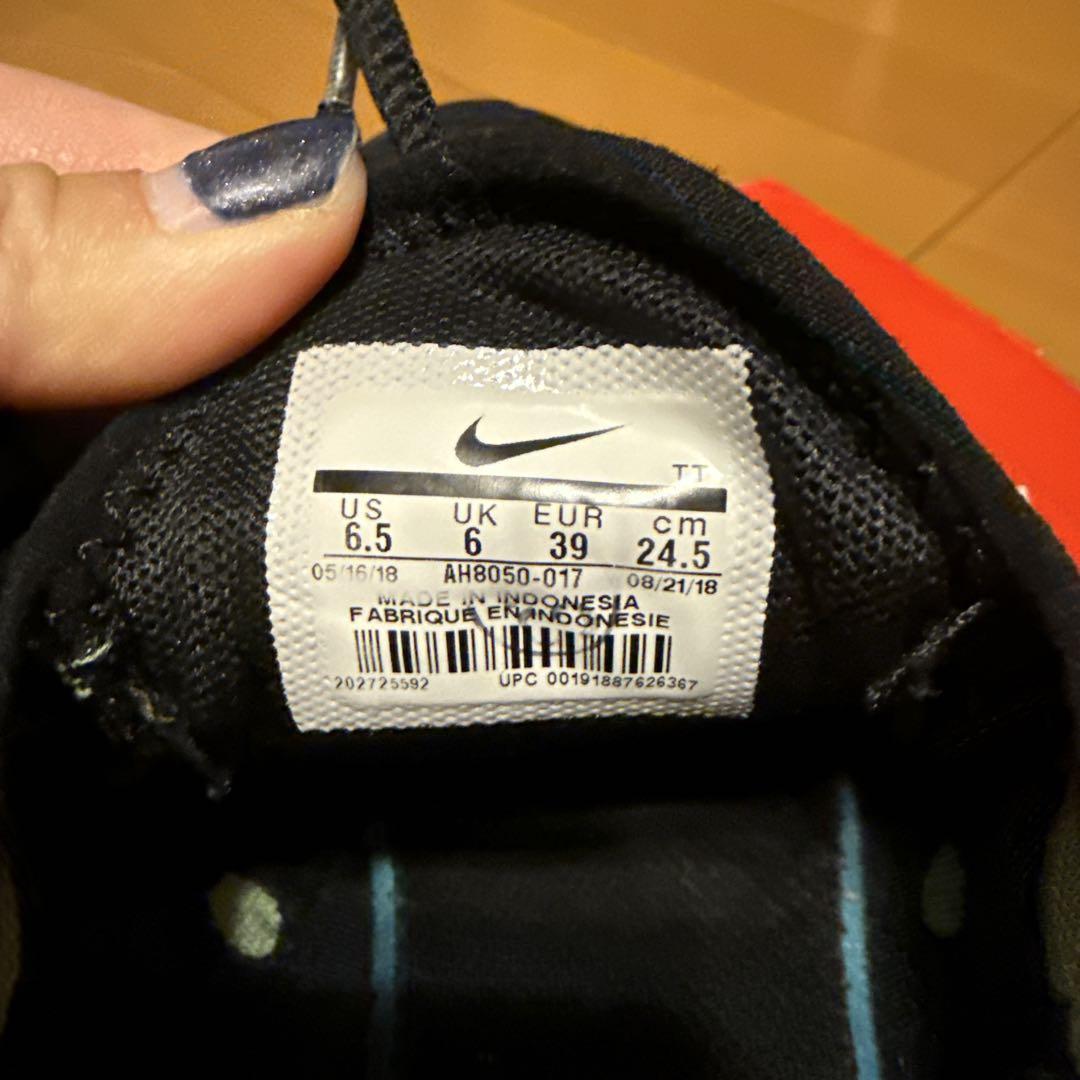 TT
US UK EUR cm
6.5 6 39 24.5
05/16/18 AH8050-017 08/21/18
MADE IN INDONESIA
FABRIQUE EN INDONESIE
202725592 UPC 00191887626367